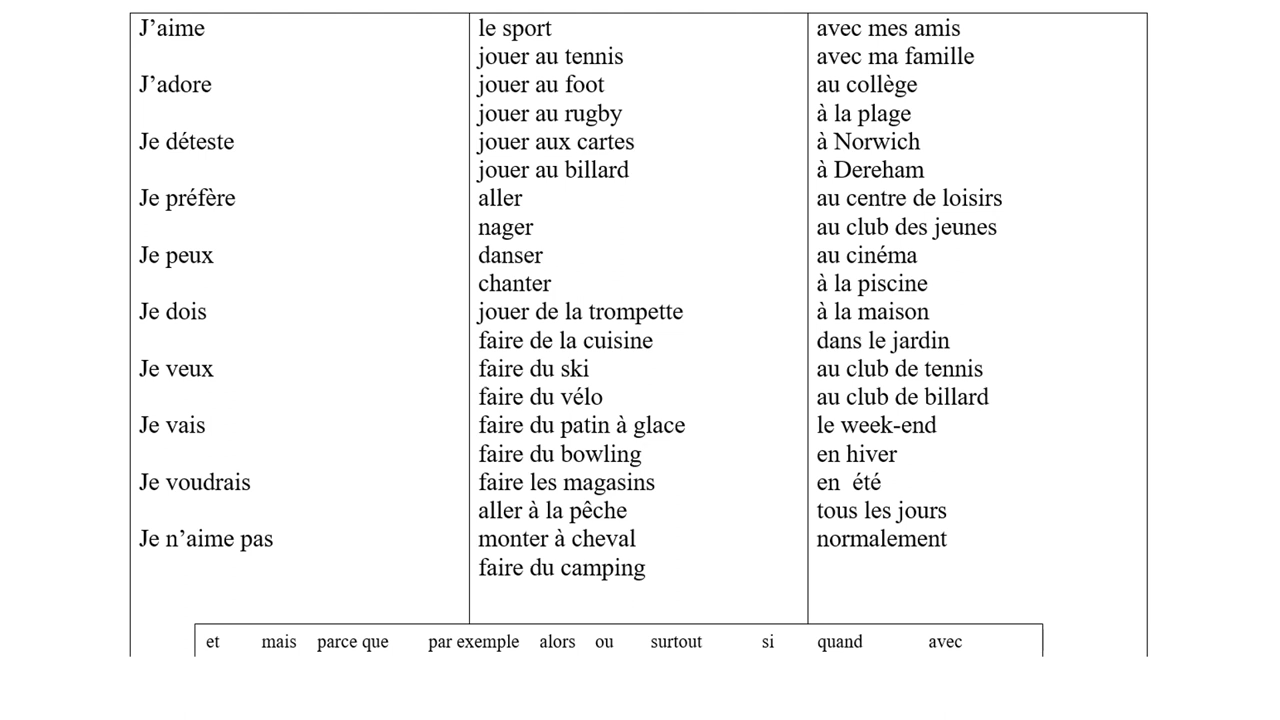 J’aime
J’adore
Je déteste
Je préfère
Je peux
Je dois
Je veux
Je vais
Je voudrais
Je n’aime pas
le sport
jouer au tennis
jouer au foot
jouer au rugby
jouer aux cartes
jouer au billard
aller
nager
danser
chanter
jouer de la trompette
faire de la cuisine
faire du ski
faire du vélo
faire du patin à glace
faire du bowling
faire les magasins
aller à la pêche
monter à cheval
faire du camping
avec mes amis
avec ma famille
au collège
à la plage
à Norwich
à Dereham
au centre de loisirs
au club des jeunes
au cinéma
à la piscine
à la maison
dans le jardin
au club de tennis
au club de billard
le week-end
en hiver
en été
tous les jours
normalement
et mais parce que par exemple alors ou surtout si quand avec